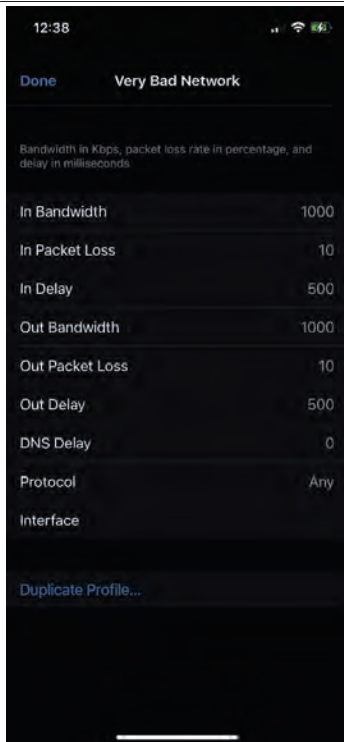 12:38
Done Very Bad Network
Bandwidth in Kbps, packet loss rate in percentage, and
delay in milliseconds
In Bandwidth 1000
In Packet Loss 10
In Delay 500
Out Bandwidth 1000
Out Packet Loss 10
Out Delay 500
DNS Delay 0
Protocol Any
Interface
Duplicate Profile...